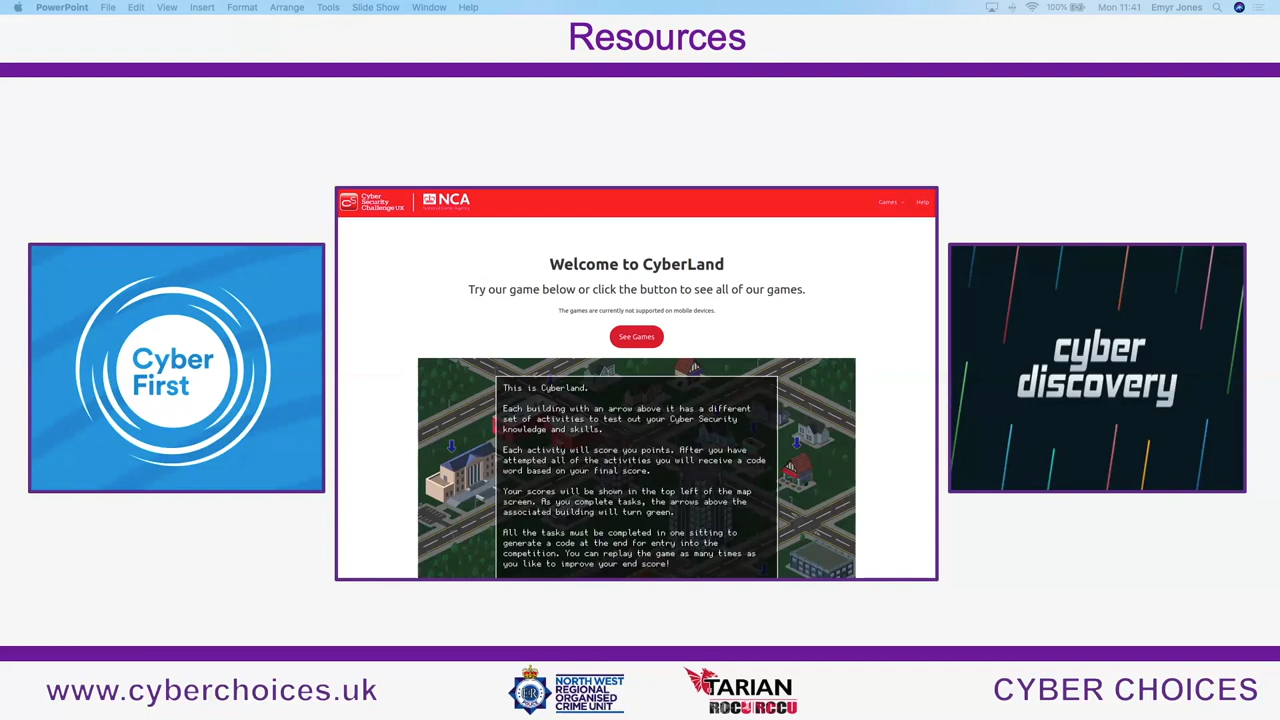 PowerPoint File Edit View Insert Format Arrange Tools Slide Show Window Help 100% Mon 11:41 Emyr Jones
Resources
Cyber
Security
Challenge UK
NCA
National Crime Agency
Games Help
Welcome to CyberLand
Try our game below or click the button to see all of our games.
The games are currently not supported on mobile devices.
See Games
This is Cyberland.
Each building with an arrow above it has a different
set of activities to test out your Cyber Security
knowledge and skills.
Each activity will score you points. After you have
attempted all of the activities you will receive a code
word based on your final score.
Your scores will be shown in the top left of the map
screen. As you complete tasks, the arrows above the
associated building will turn green.
All the tasks must be completed in one sitting to
generate a code at the end for entry into the
competition. You can replay the game as many times as
you like to improve your end score!
Cyber
First
cyber
discovery
www.cyberchoices.uk
NORTH WEST
REGIONAL
ORGANISED
CRIME UNIT
TARIAN
ROCU RCCU
CYBER CHOICES